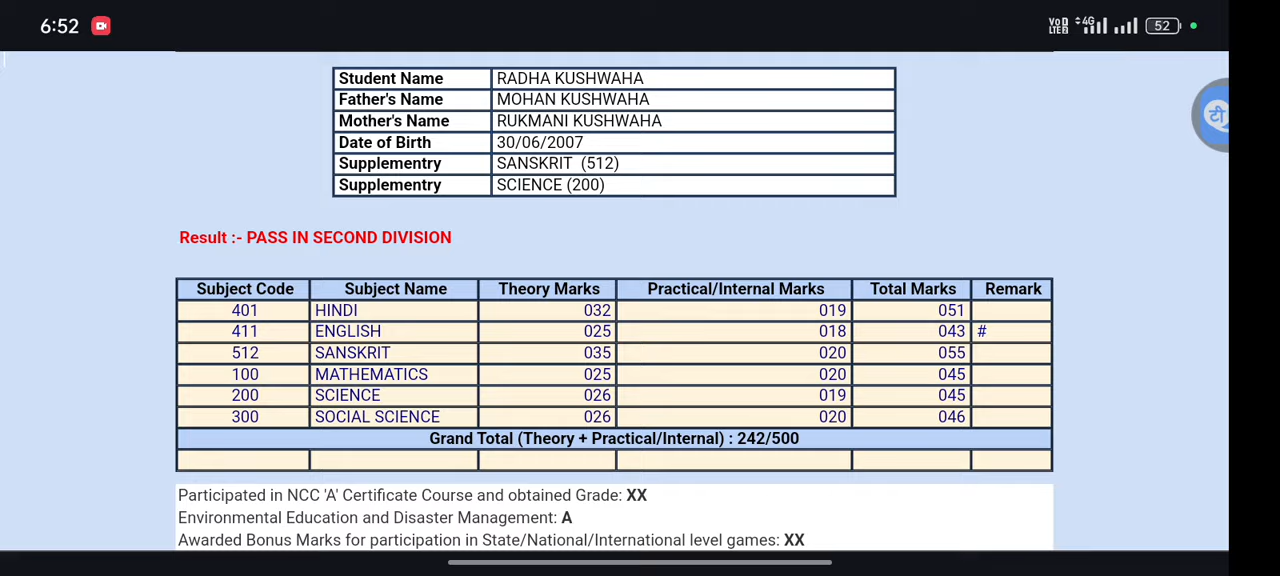 6:52 VoD LTE2 4G 52
टी
Student Name RADHA KUSHWAHA
Father's Name MOHAN KUSHWAHA
Mother's Name RUKMANI KUSHWAHA
Date of Birth 30/06/2007
Supplementry SANSKRIT (512)
Supplementry SCIENCE (200)
Result :- PASS IN SECOND DIVISION
Subject Code Subject Name Theory Marks Practical/Internal Marks Total Marks Remark
401 HINDI 032 019 051
411 ENGLISH 025 018 043 #
512 SANSKRIT 035 020 055
100 MATHEMATICS 025 020 045
200 SCIENCE 026 019 045
300 SOCIAL SCIENCE 026 020 046
Grand Total (Theory + Practical/Internal) : 242/500
Participated in NCC 'A' Certificate Course and obtained Grade: XX
Environmental Education and Disaster Management: A
Awarded Bonus Marks for participation in State/National/International level games: XX